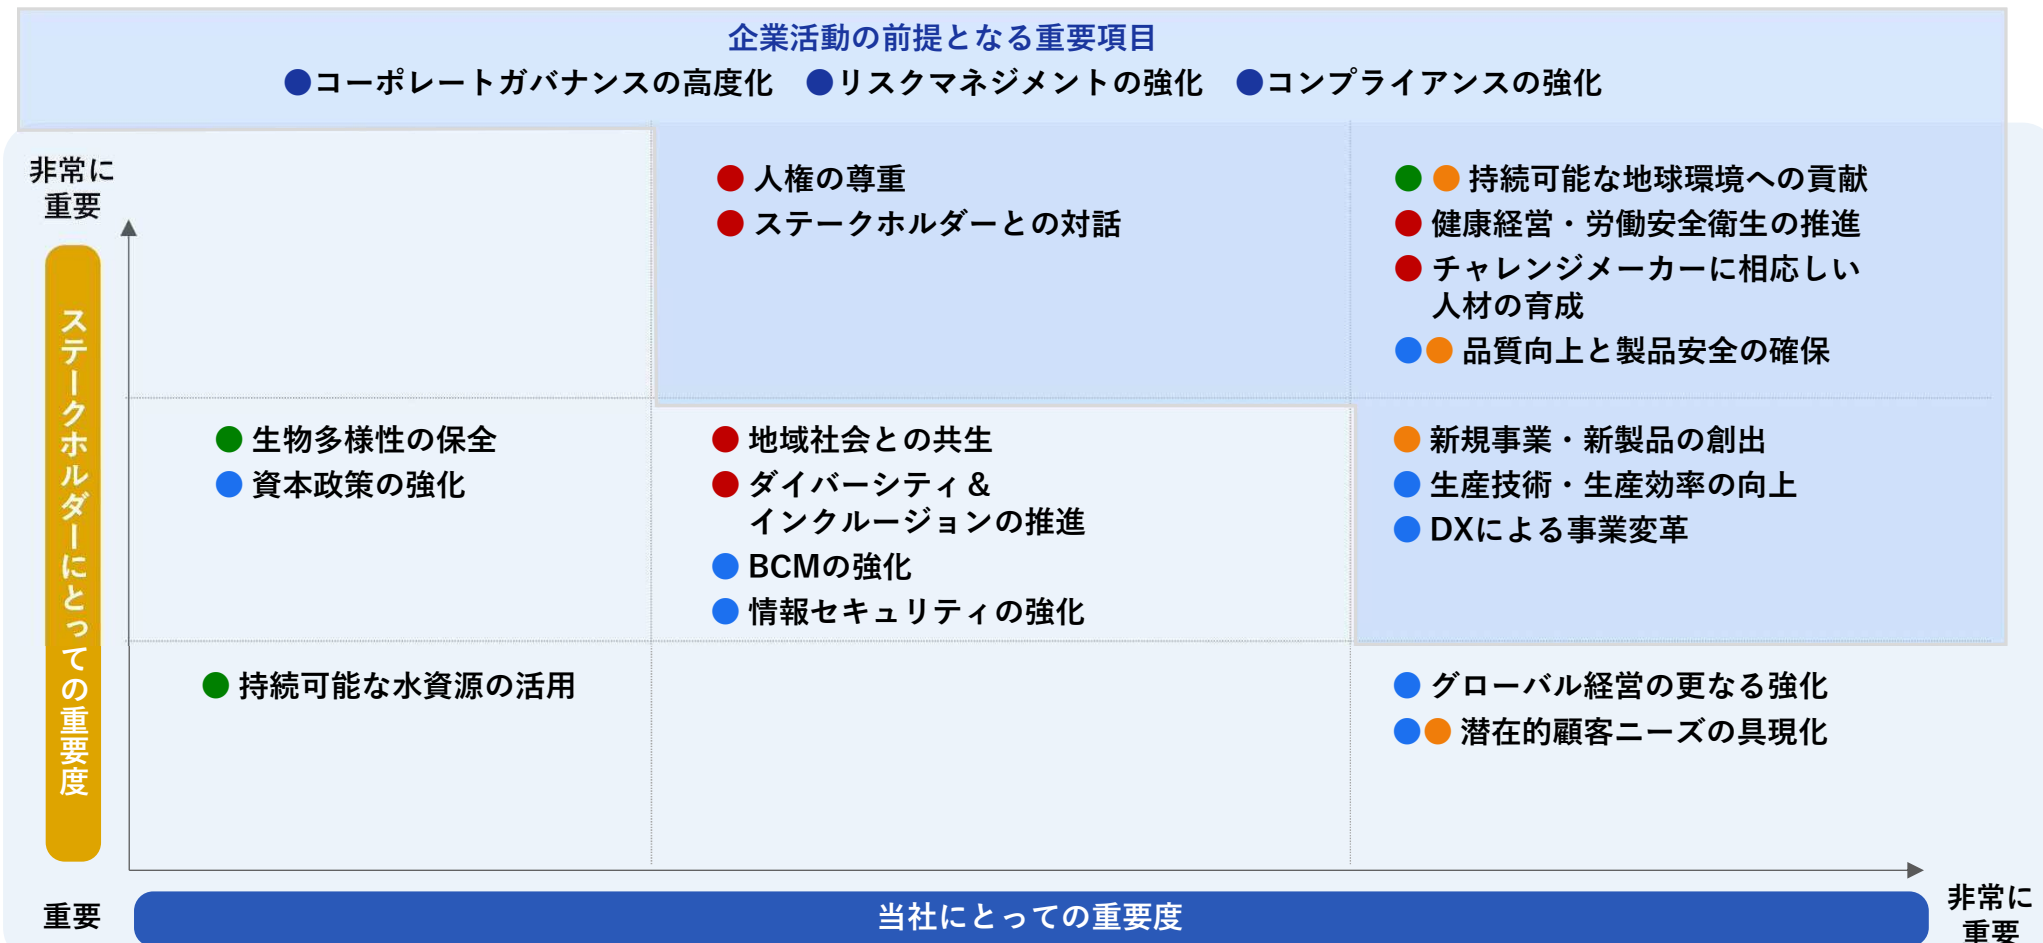 企業活動の前提となる重要項目
●コーポレートガバナンスの高度化 ●リスクマネジメントの強化 ●コンプライアンスの強化
非常に
重要
ステークホルダーにとっての重要度
● 人権の尊重
● ステークホルダーとの対話
● ● 持続可能な地球環境への貢献
● 健康経営・労働安全衛生の推進
● チャレンジメーカーに相応しい
人材の育成
●● 品質向上と製品安全の確保
● 生物多様性の保全
● 資本政策の強化
● 地域社会との共生
● ダイバーシティ＆
インクルージョンの推進
● BCMの強化
● 情報セキュリティの強化
● 新規事業・新製品の創出
● 生産技術・生産効率の向上
● DXによる事業変革
● 持続可能な水資源の活用
● グローバル経営の更なる強化
●● 潜在的顧客ニーズの具現化
重要
当社にとっての重要度
非常に
重要